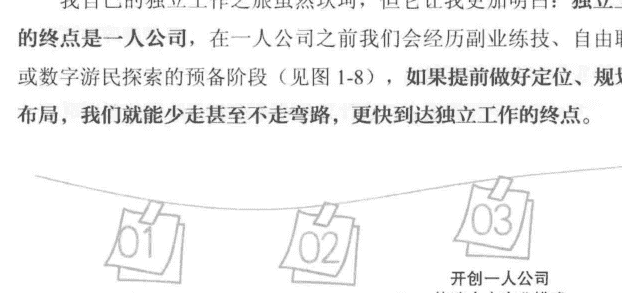 我自己的独立工作之旅虽然坎坷，但它让我更加明白：独立工
的终点是一人公司，在一人公司之前我们会经历副业练技、自由职
或数字游民探索的预备阶段（见图 1-8），如果提前做好定位、规划
布局，我们就能少走甚至不走弯路，更快到达独立工作的终点。
01
02
03
开创一人公司